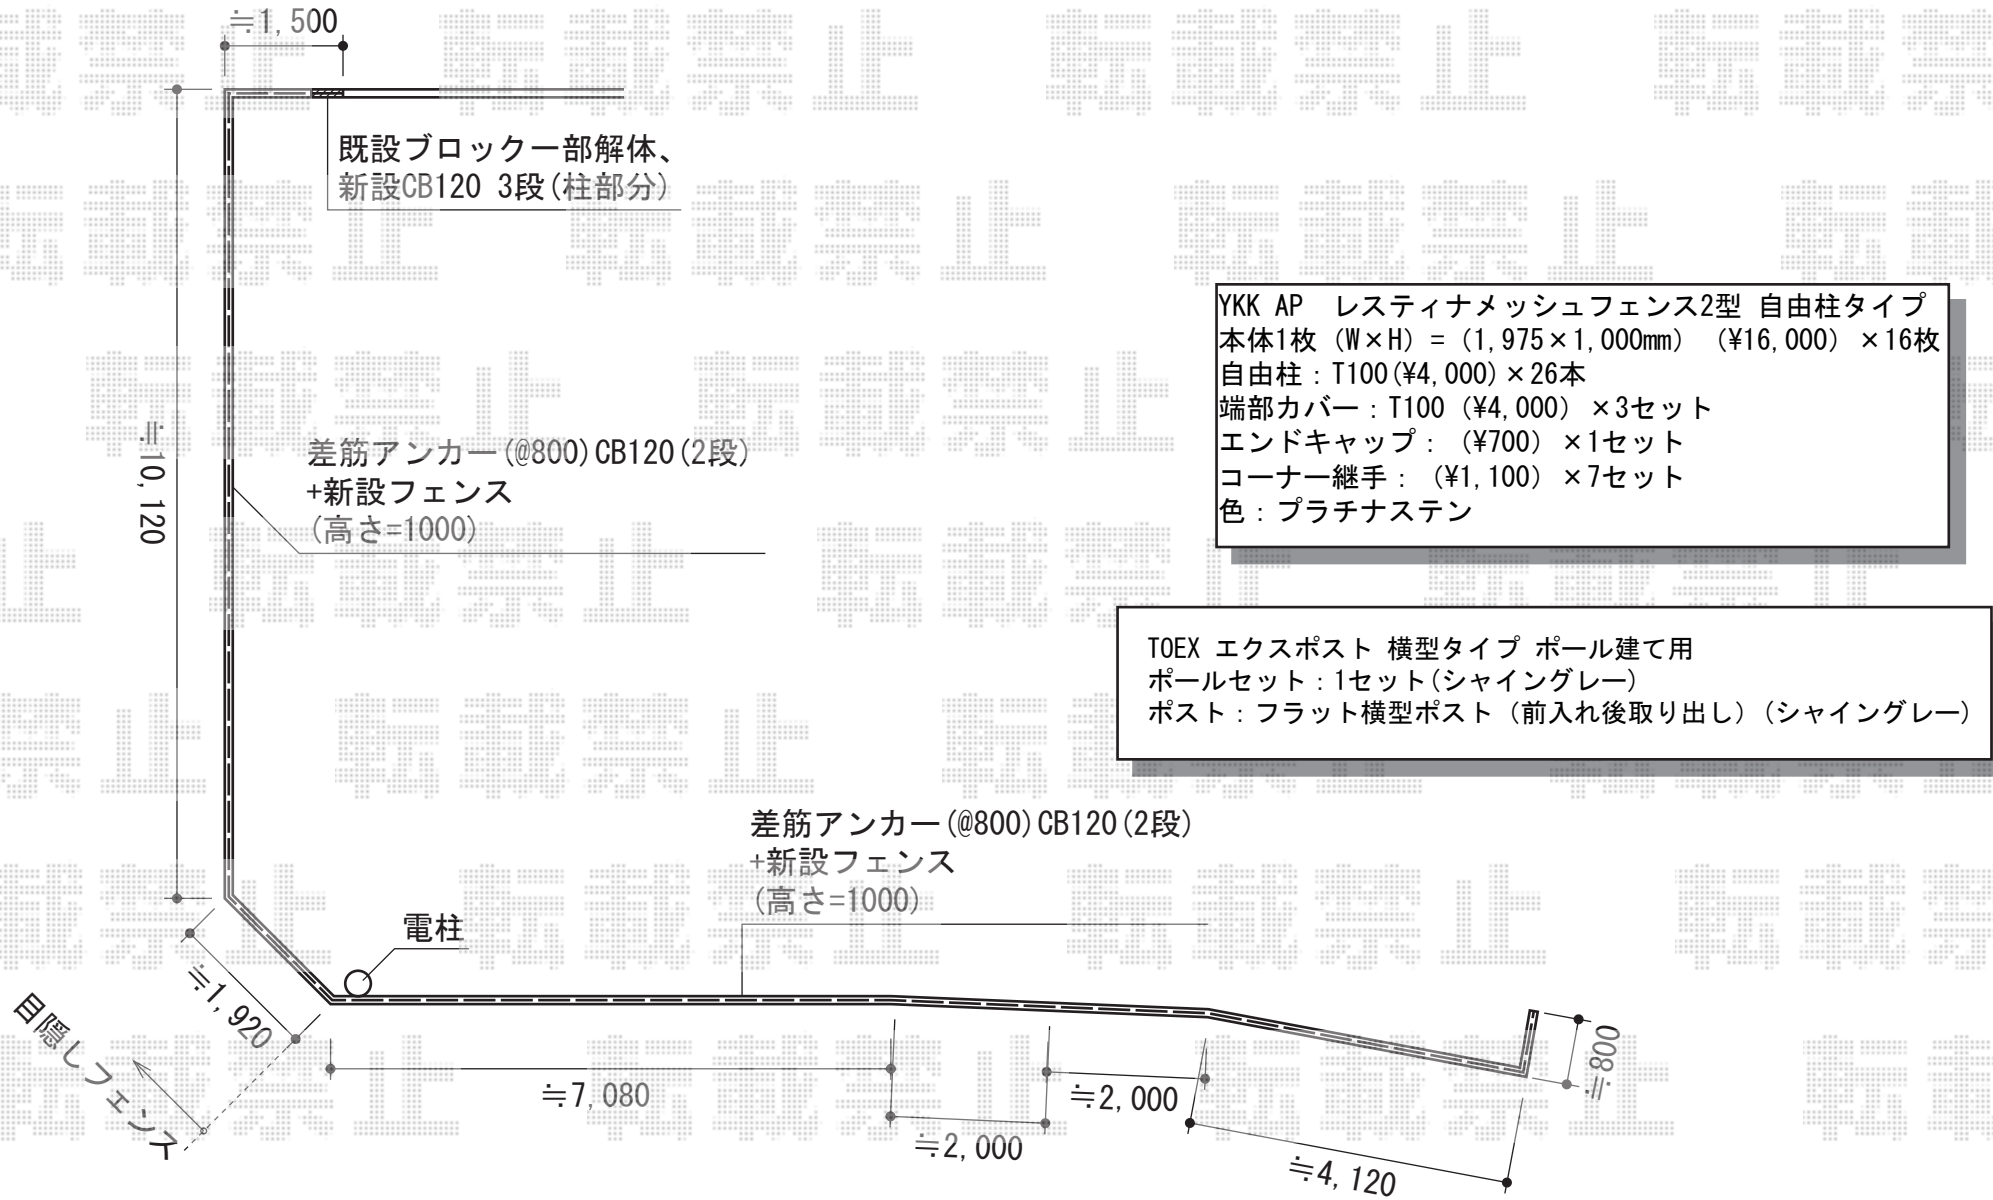 ≒1,500
既設ブロック一部解体、
新設CB120 3段(柱部分)
≒10,120
差筋アンカー(@800)CB120(2段)
+新設フェンス
(高さ=1000)
YKK AP　レスティナメッシュフェンス2型 自由柱タイプ
本体1枚（W×H）=（1,975×1,000mm）（¥16,000）×16枚
自由柱：T100(¥4,000)×26本
端部カバー：T100（¥4,000）×3セット
エンドキャップ：（¥700）×1セット
コーナー継手：（¥1,100）×7セット
色：プラチナステン
TOEX エクスポスト 横型タイプ ポール建て用
ポールセット：1セット(シャイングレー)
ポスト：フラット横型ポスト（前入れ後取り出し）(シャイングレー)
差筋アンカー(@800)CB120(2段)
+新設フェンス
(高さ=1000)
電柱
≒1,920
目隠しフェンス
≒7,080
≒2,000
≒2,000
≒4,120
≒800
転載禁止